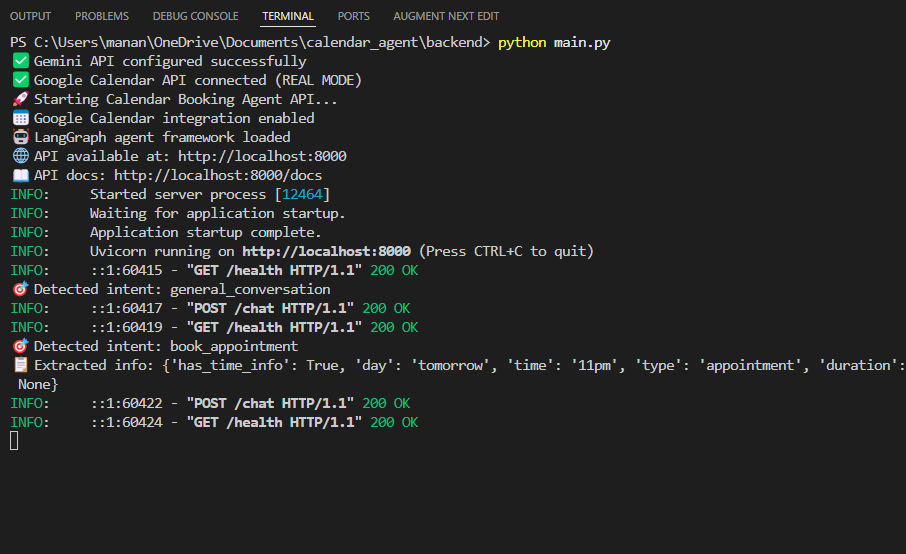 OUTPUT PROBLEMS DEBUG CONSOLE TERMINAL PORTS AUGMENT NEXT EDIT
PS C:\Users\manan\OneDrive\Documents\calendar_agent\backend> python main.py
✅ Gemini API configured successfully
✅ Google Calendar API connected (REAL MODE)
🚀 Starting Calendar Booking Agent API...
📅 Google Calendar integration enabled
🤖 LangGraph agent framework loaded
🌐 API available at: http://localhost:8000
📖 API docs: http://localhost:8000/docs
INFO:     Started server process [12464]
INFO:     Waiting for application startup.
INFO:     Application startup complete.
INFO:     Uvicorn running on http://localhost:8000 (Press CTRL+C to quit)
INFO:     ::1:60415 - "GET /health HTTP/1.1" 200 OK
🎯 Detected intent: general_conversation
INFO:     ::1:60417 - "POST /chat HTTP/1.1" 200 OK
INFO:     ::1:60419 - "GET /health HTTP/1.1" 200 OK
🎯 Detected intent: book_appointment
📋 Extracted info: {'has_time_info': True, 'day': 'tomorrow', 'time': '11pm', 'type': 'appointment', 'duration':
 None}
INFO:     ::1:60422 - "POST /chat HTTP/1.1" 200 OK
INFO:     ::1:60424 - "GET /health HTTP/1.1" 200 OK